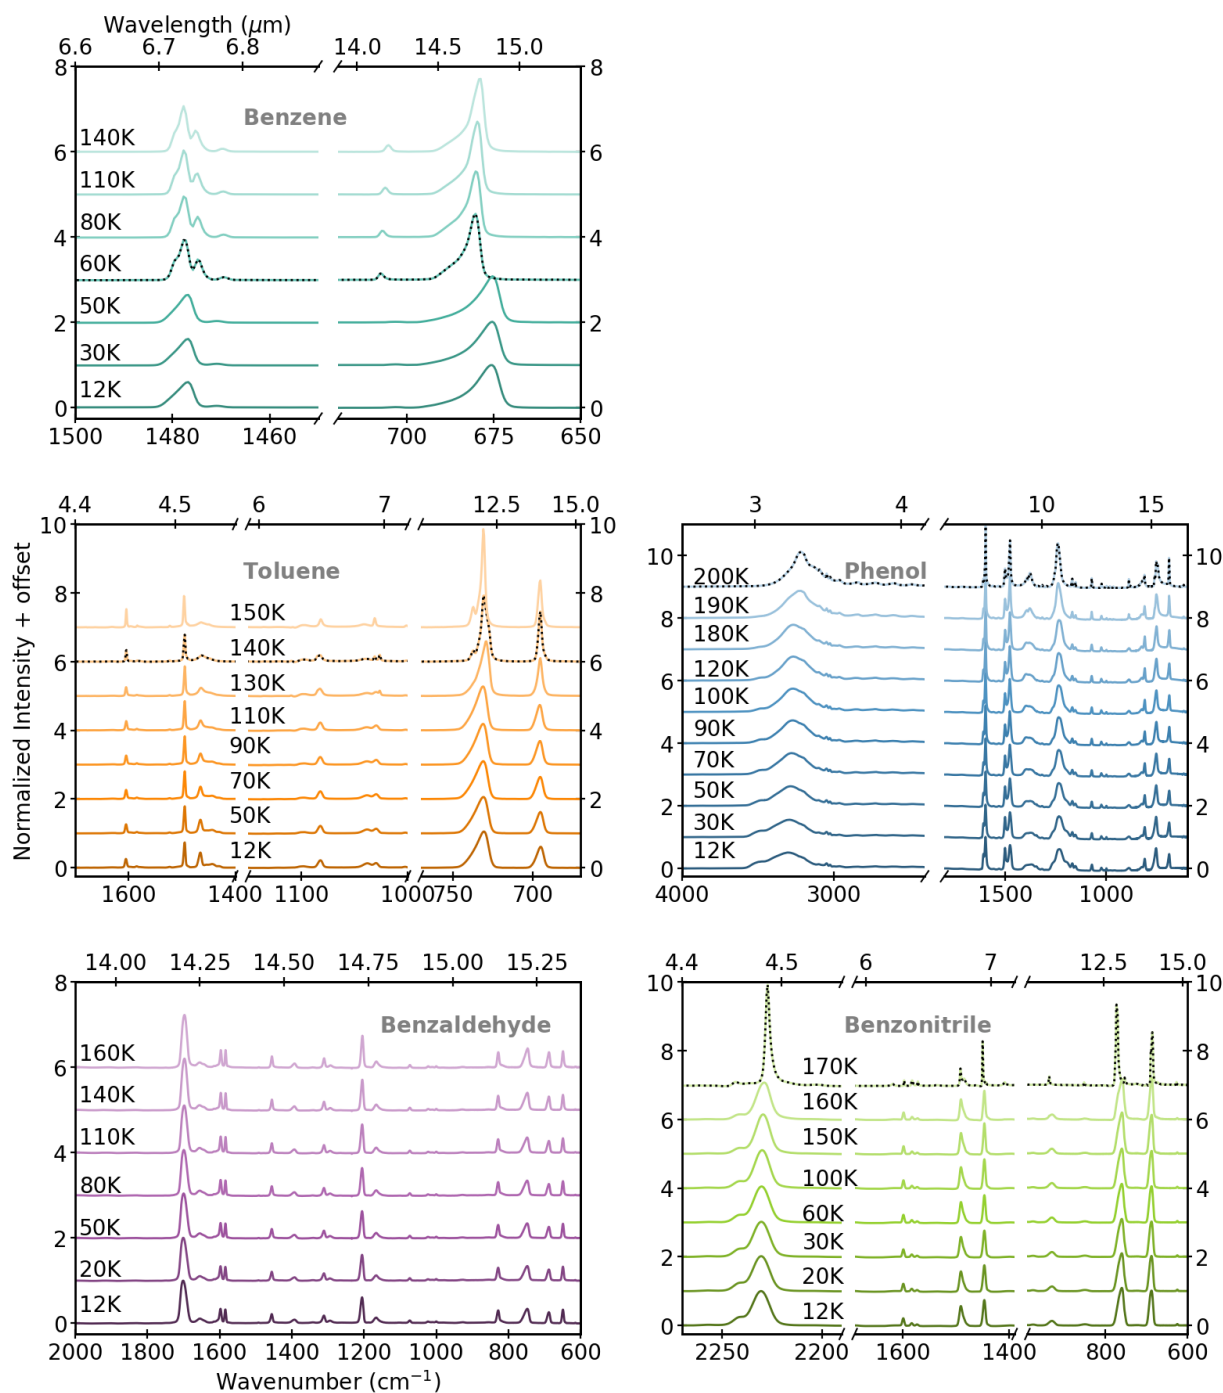 Wavelength (μm)
6.6 6.7 6.8 14.0 14.5 15.0
8 8
Benzene
140K
6 6
110K
80K
4 4
60K
50K
2 2
30K
12K
0 0
1500 1480 1460 700 675 650
4.4 4.5 6 7 12.5 15.0
10 10
Toluene
8 8
150K
140K
6 6
130K
110K
4 4
90K
70K
2 2
50K
12K
0 0
1600 1400 1100 1000 750 700
Normalized Intensity + offset
3 4 10 15
10 10
200K
Phenol
190K
8 8
180K
120K
6 6
100K
90K
4 4
70K
50K
2 2
30K
12K
0 0
4000 3000 1500 1000
14.00 14.25 14.50 14.75 15.00 15.25
8
Benzaldehyde
160K
6
140K
110K
4
80K
50K
2
20K
12K
0
2000 1800 1600 1400 1200 1000 800 600
Wavenumber (cm⁻¹)
4.4 4.5 6 7 12.5 15.0
10 10
Benzonitrile
8 8
170K
160K
6 6
150K
100K
4 4
60K
30K
2 2
20K
12K
0 0
2250 2200 1600 1400 800 600